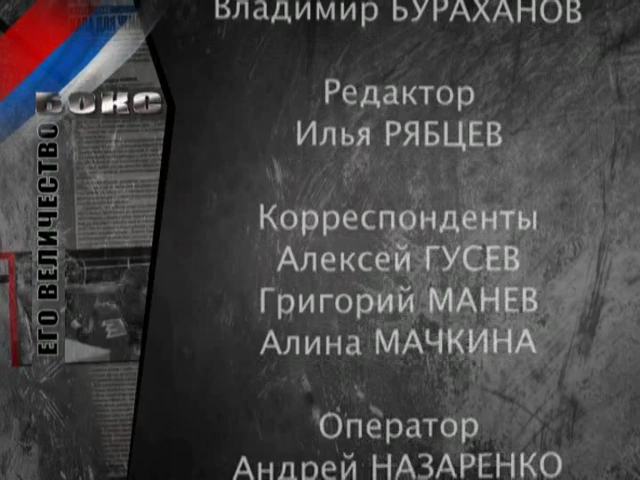 Владимир БУРАХАНОВ
Редактор
Илья РЯБЦЕВ
Корреспонденты
Алексей ГУСЕВ
Григорий МАНЕВ
Алина МАЧКИНА
Оператор
Андрей НАЗАРЕНКО
ЕГО ВЕЛИЧЕСТВО
БОКС